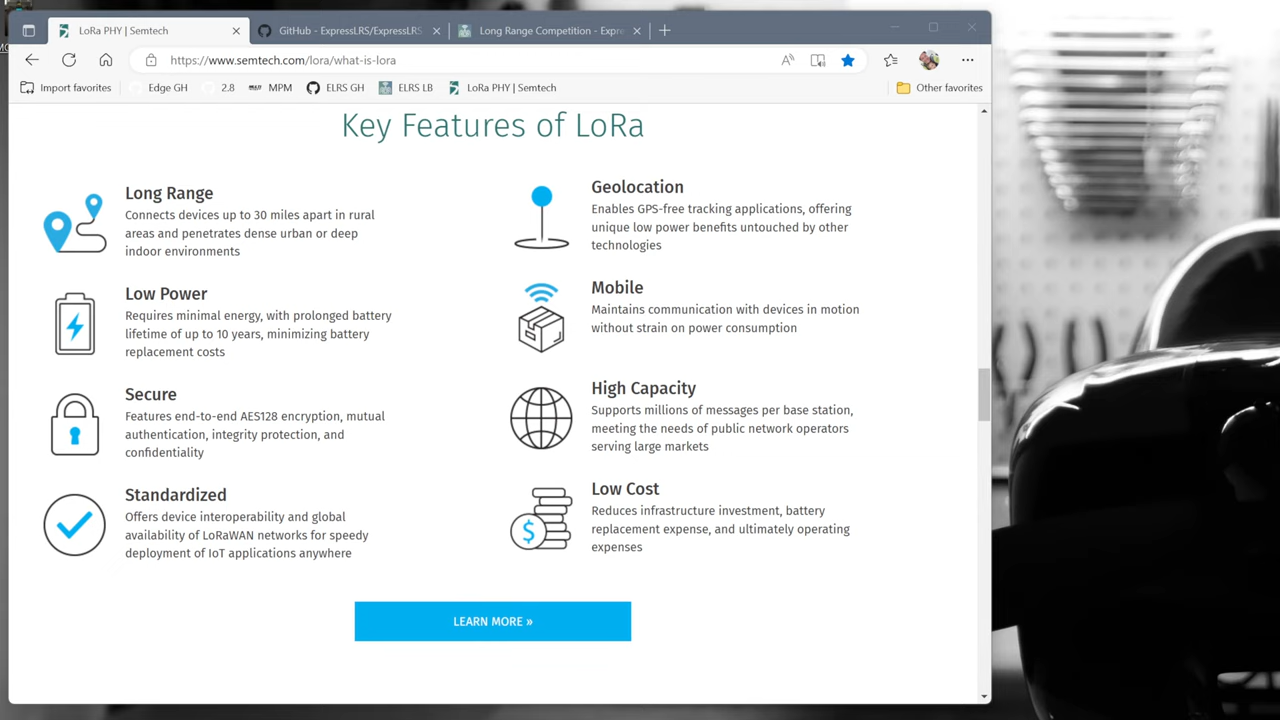 LoRa PHY | Semtech
GitHub - ExpressLRS/ExpressLRS
Long Range Competition - Expre
https://www.semtech.com/lora/what-is-lora
Import favorites
Edge GH
2.8
MPM
ELRS GH
ELRS LB
LoRa PHY | Semtech
Other favorites
Key Features of LoRa
Long Range
Connects devices up to 30 miles apart in rural
areas and penetrates dense urban or deep
indoor environments
Geolocation
Enables GPS-free tracking applications, offering
unique low power benefits untouched by other
technologies
Low Power
Requires minimal energy, with prolonged battery
lifetime of up to 10 years, minimizing battery
replacement costs
Mobile
Maintains communication with devices in motion
without strain on power consumption
Secure
Features end-to-end AES128 encryption, mutual
authentication, integrity protection, and
confidentiality
High Capacity
Supports millions of messages per base station,
meeting the needs of public network operators
serving large markets
Standardized
Offers device interoperability and global
availability of LoRaWAN networks for speedy
deployment of IoT applications anywhere
Low Cost
Reduces infrastructure investment, battery
replacement expense, and ultimately operating
expenses
LEARN MORE »